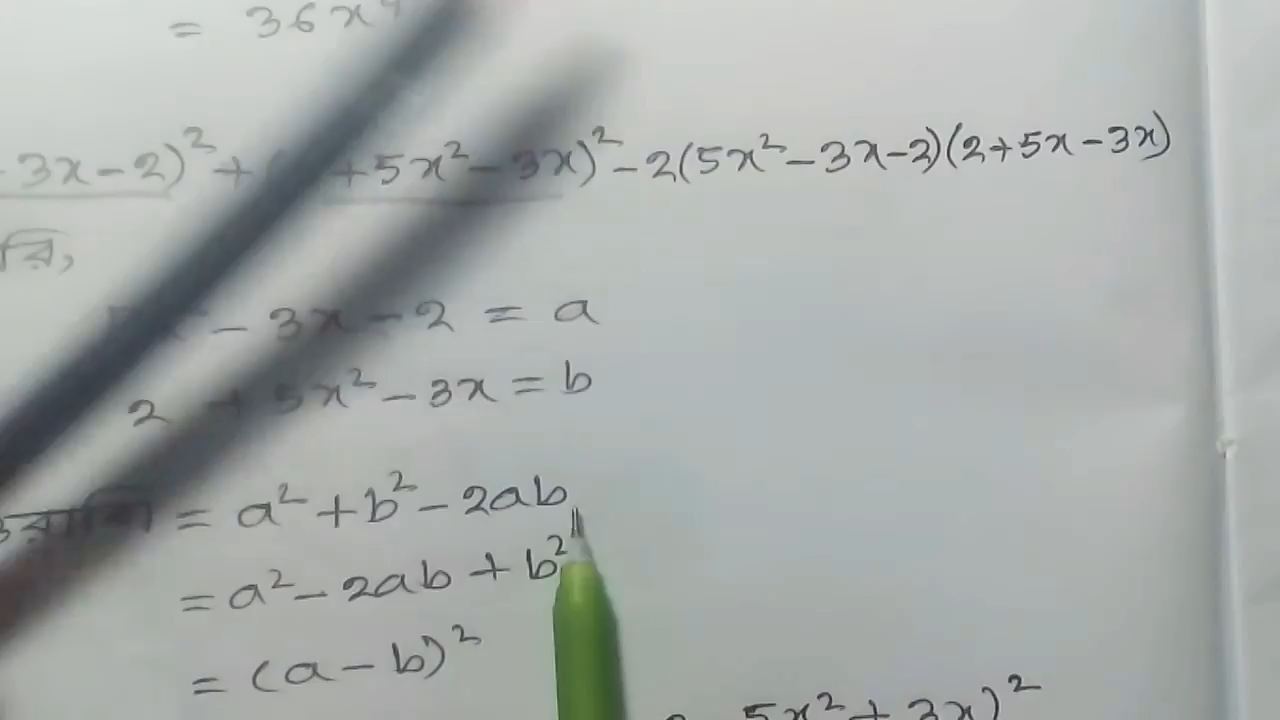 = 36x⁴
3x-2)² + +5x²-3x)² - 2(5x²-3x-2)(2+5x-3x)
রি,
- 3x - 2 = a
2 + 5x² - 3x = b
= a² + b² - 2ab
= a² - 2ab + b²
= (a - b)²
5x² + 3x)²